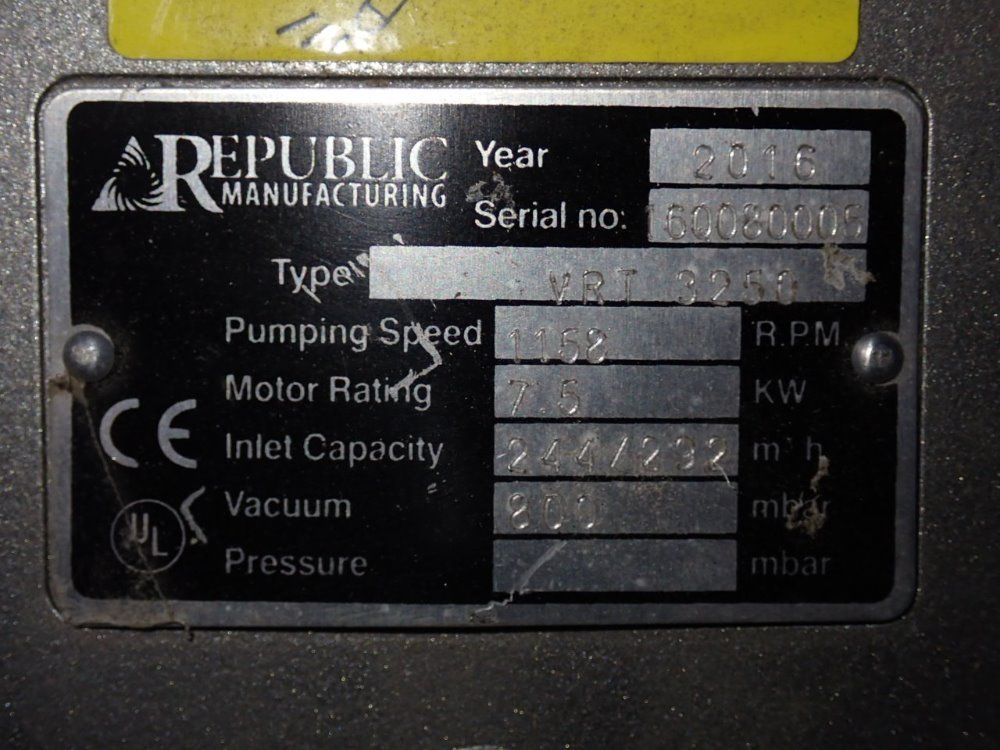 REPUBLIC
MANUFACTURING
Year 2016
Serial no: 160080005
Type VRT 3250
Pumping Speed 1158 R.P.M
Motor Rating 7.5 KW
CE
Inlet Capacity 244/292 m³ h
Vacuum 800 mbar
UL
Pressure mbar